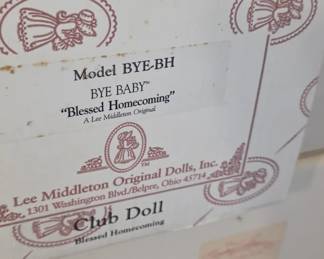 Model BYE-BH
BYE BABY™
"Blessed Homecoming"
A Lee Middleton Original
TM
Lee Middleton Original Dolls, Inc.
1301 Washington Blvd./Belpre, Ohio 45714
Club Doll
Blessed Homecoming